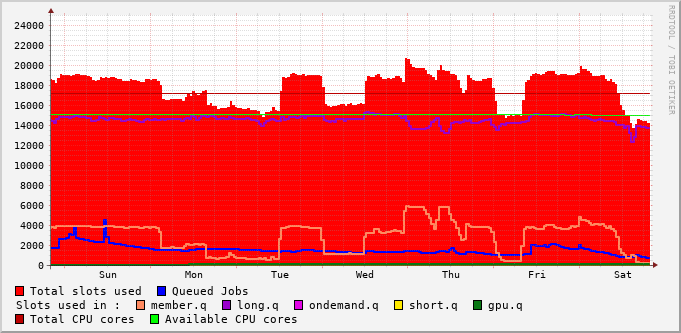 24000
22000
20000
18000
16000
14000
12000
10000
8000
6000
4000
2000
0
Sun Mon Tue Wed Thu Fri Sat
RRDTOOL / TOBI OETIKER
Total slots used Queued Jobs
Slots used in : member.q long.q ondemand.q short.q gpu.q
Total CPU cores Available CPU cores